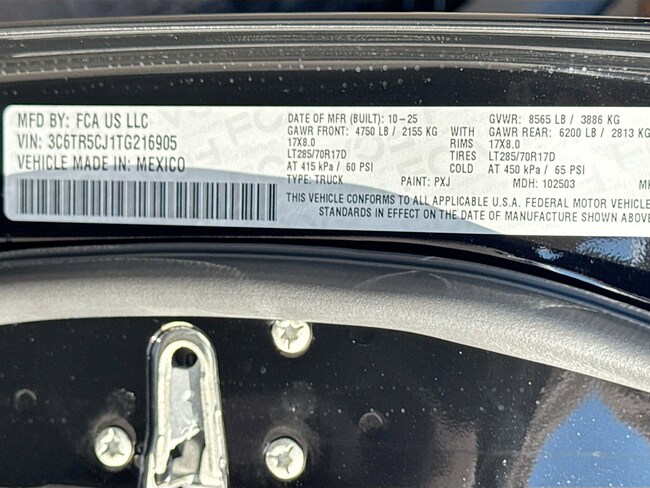 MFD BY: FCA US LLC
VIN: 3C6TR5CJ1TG216905
VEHICLE MADE IN: MEXICO
DATE OF MFR (BUILT): 10-25 GVWR: 8565 LB / 3886 KG
GAWR FRONT: 4750 LB / 2155 KG WITH GAWR REAR: 6200 LB / 2813 KG
17X8.0 RIMS 17X8.0
LT285/70R17D TIRES LT285/70R17D
AT 415 kPa / 60 PSI COLD AT 450 kPa / 65 PSI
TYPE: TRUCK PAINT: PXJ MDH: 102503
THIS VEHICLE CONFORMS TO ALL APPLICABLE U.S.A. FEDERAL MOTOR VEHICLE
STANDARDS IN EFFECT ON THE DATE OF MANUFACTURE SHOWN ABOVE